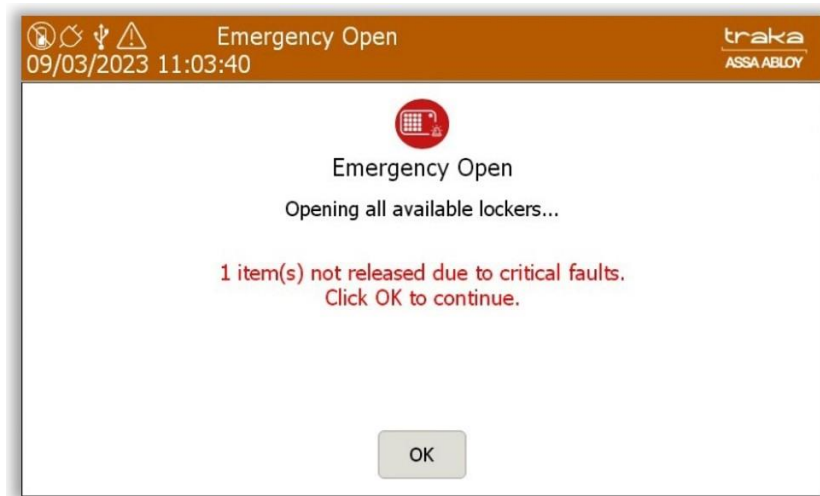 Emergency Open
traka
09/03/2023 11:03:40
ASSA ABLOY
Emergency Open
Opening all available lockers...
1 item(s) not released due to critical faults.
Click OK to continue.
OK